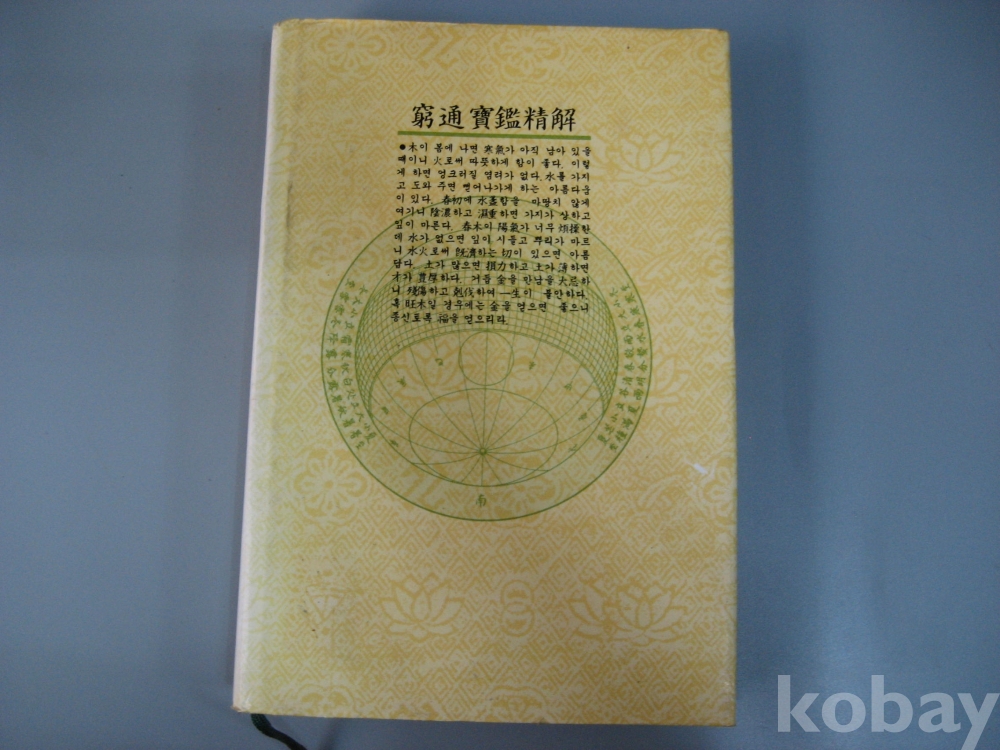 窮通寶鑑精解
●木이 봄에 나면 寒氣가 아직 남아 있을
때이니 火로써 따뜻하게 함이 좋다. 이렇
게 하면 엉크러질 염려가 없다. 水를 가지
고 도와 주면 뻗어나가게 하는 아름다움
이 있다. 春初에 水盛함을 마땅치 않게
여기니 陰濃하고 濕重하면 가지가 상하고
잎이 마른다. 春木이 陽氣가 너무 煩燥한
데 水가 없으면 잎이 시들고 뿌리가 마르
니 水火로써 旣濟하는 切이 있으면 아름
답다. 土가 많으면 損力하고 土가 薄하면
才가 豊厚하다. 거듭 金을 만남을 大忌하
니 殘傷하고 剋伐하여 一生이 불안하다.
혹 旺木일 경우에는 金을 얻으면 좋으니
종신토록 福을 얻으리라.
南
kobay